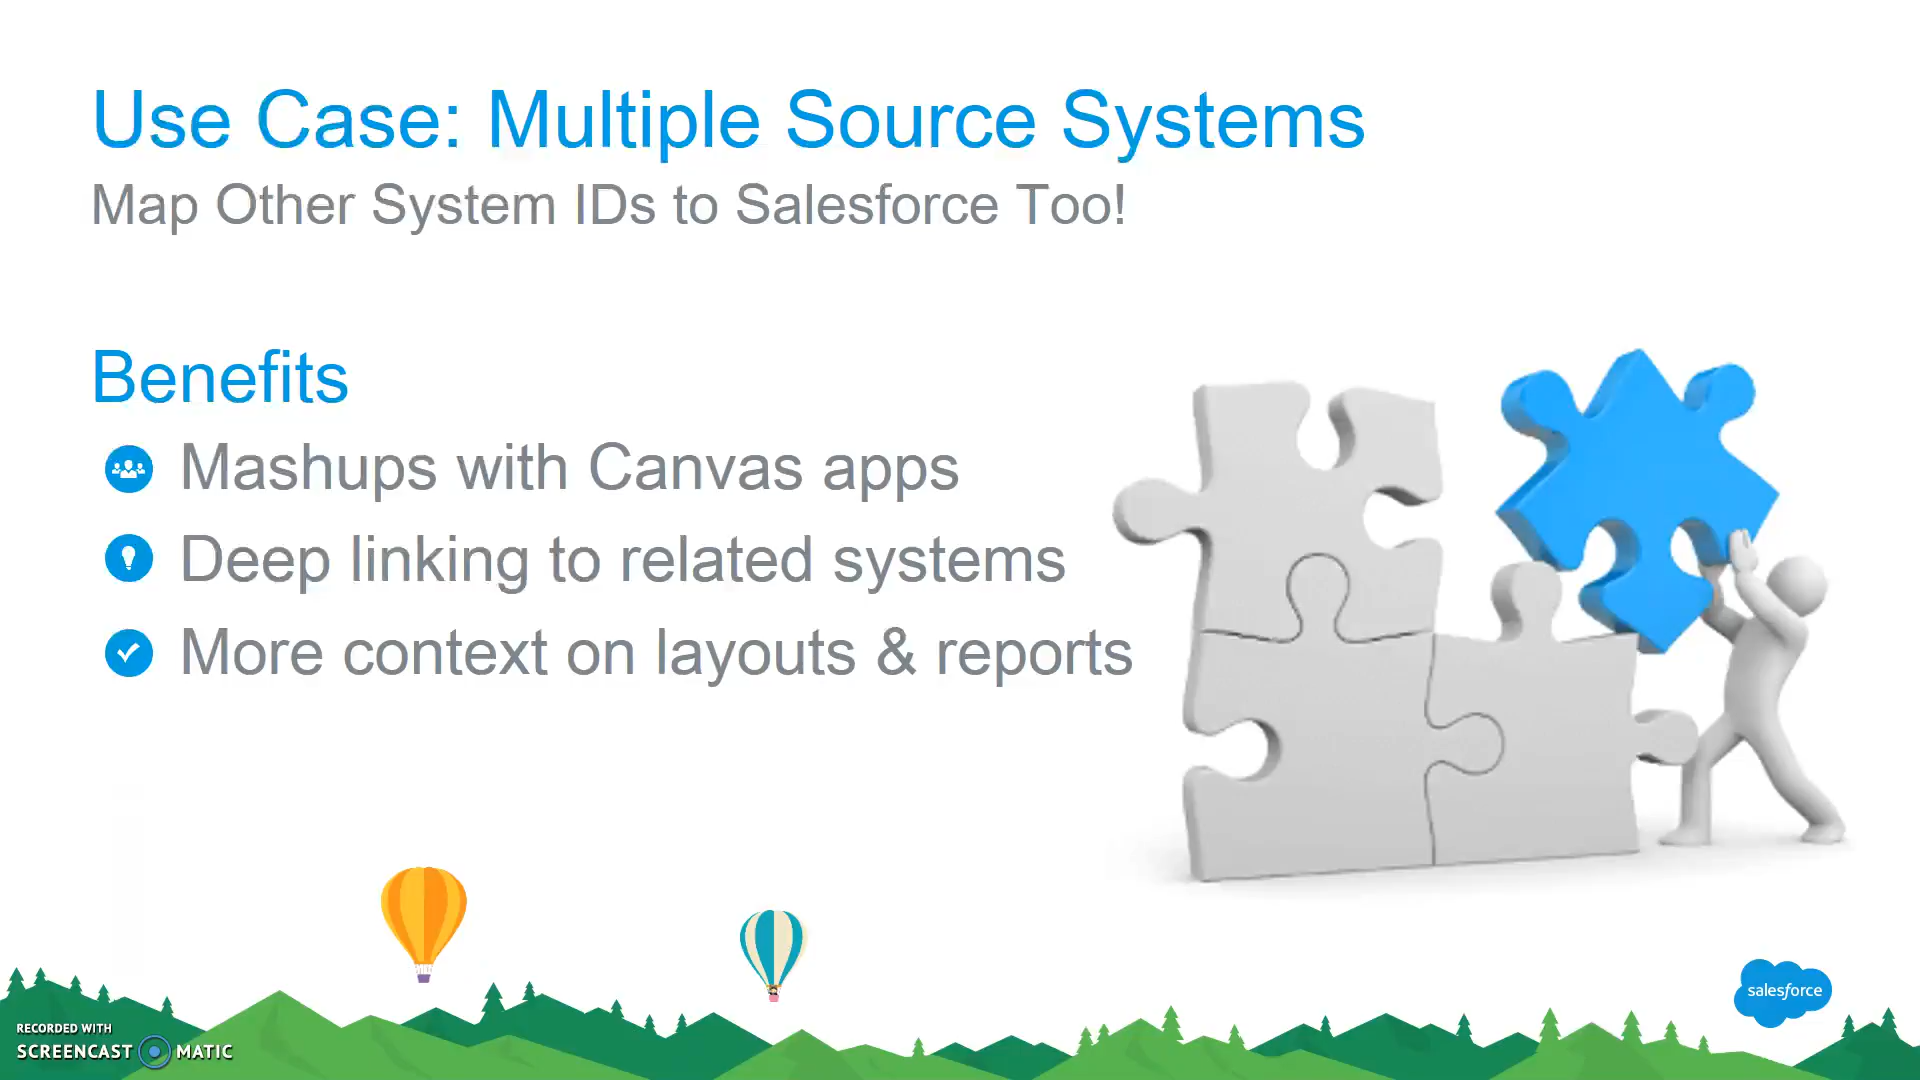 Use Case: Multiple Source Systems
Map Other System IDs to Salesforce Too!
Benefits
Mashups with Canvas apps
Deep linking to related systems
More context on layouts & reports
salesforce
RECORDED WITH
SCREENCAST MATIC